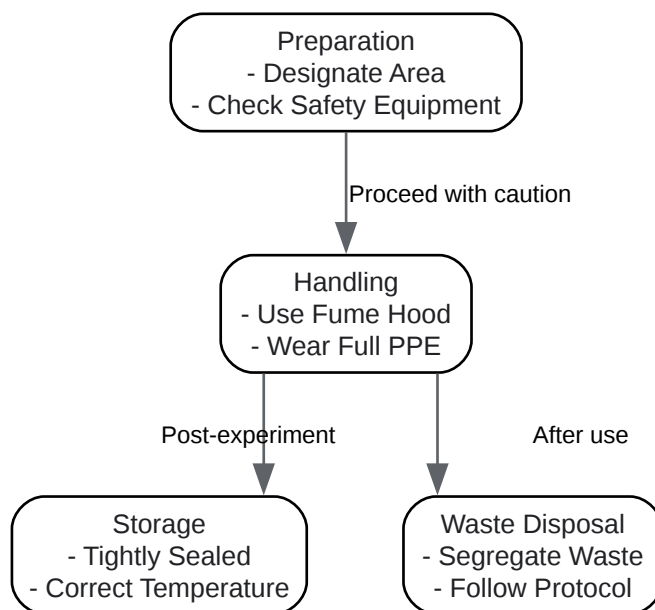 Preparation
- Designate Area
- Check Safety Equipment
Proceed with caution
Handling
- Use Fume Hood
- Wear Full PPE
Post-experiment
After use
Storage
- Tightly Sealed
- Correct Temperature
Waste Disposal
- Segregate Waste
- Follow Protocol